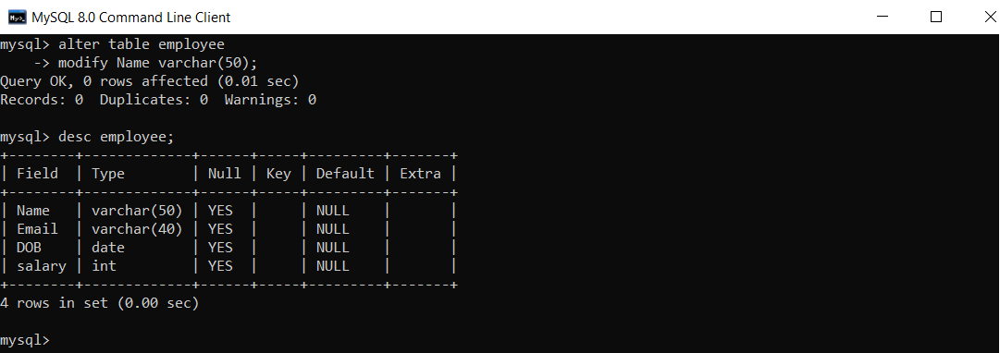 MySQL 8.0 Command Line Client
mysql> alter table employee
    -> modify Name varchar(50);
Query OK, 0 rows affected (0.01 sec)
Records: 0  Duplicates: 0  Warnings: 0

mysql> desc employee;
+--------+-------------+------+-----+---------+-------+
| Field  | Type        | Null | Key | Default | Extra |
+--------+-------------+------+-----+---------+-------+
| Name   | varchar(50) | YES  |     | NULL    |       |
| Email  | varchar(40) | YES  |     | NULL    |       |
| DOB    | date        | YES  |     | NULL    |       |
| salary | int         | YES  |     | NULL    |       |
+--------+-------------+------+-----+---------+-------+
4 rows in set (0.00 sec)

mysql>